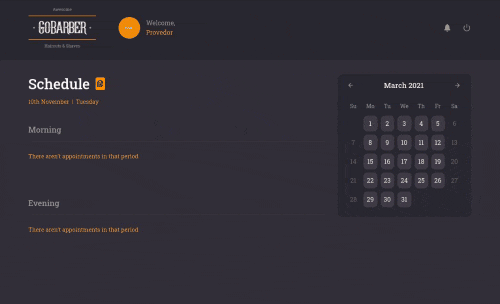 GOBARBER
Haircuts & Shaves
Welcome,
Provedor
Schedule
10th November | Tuesday
Morning
There aren't appointments in that period
Evening
There aren't appointments in that period
March 2021
Su Mo Tu We Th Fr Sa
1 2 3 4 5 6
7 8 9 10 11 12 13
14 15 16 17 18 19 20
21 22 23 24 25 26 27
28 29 30 31